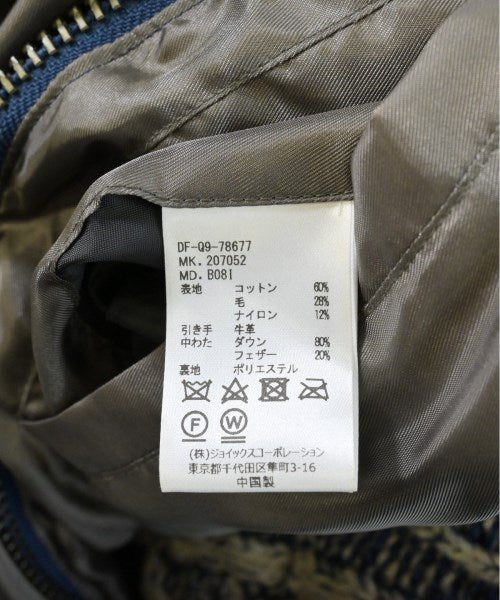 DF-Q9-78677
MK. 207052
MD. B08I
表地 コットン 60%
毛 28%
ナイロン 12%
引き手 牛革
中わた ダウン 80%
フェザー 20%
裏地 ポリエステル
F W
(株)ジョイックスコーポレーション
東京都千代田区隼町3-16
中国製